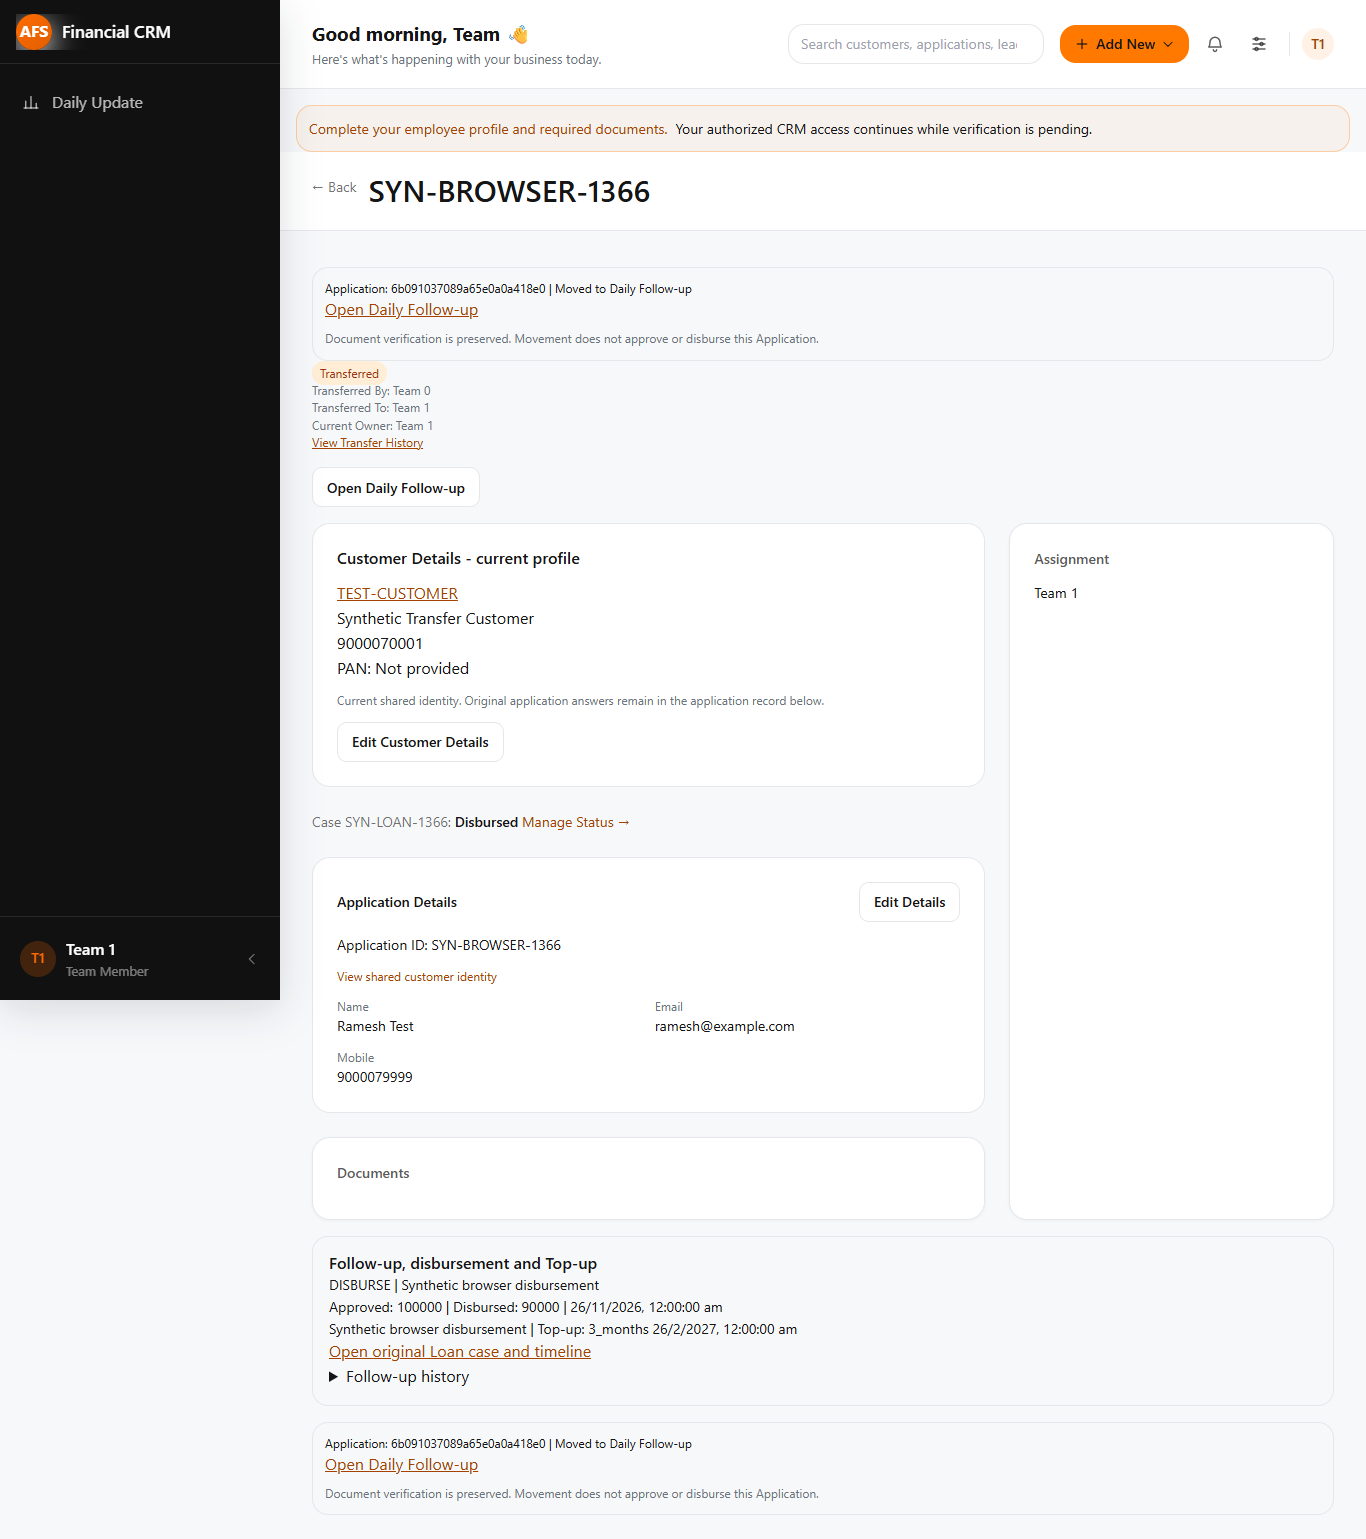 AFS Financial CRM
Daily Update
Team 1
T1
Team Member
Good morning, Team 👋
Here's what's happening with your business today.
Search customers, applications, lea
+ Add New
T1
Complete your employee profile and required documents. Your authorized CRM access continues while verification is pending.
← Back SYN-BROWSER-1366
Application: 6b091037089a65e0a0a418e0 | Moved to Daily Follow-up
Open Daily Follow-up
Document verification is preserved. Movement does not approve or disburse this Application.
Transferred
Transferred By: Team 0
Transferred To: Team 1
Current Owner: Team 1
View Transfer History
Open Daily Follow-up
Customer Details - current profile
TEST-CUSTOMER
Synthetic Transfer Customer
9000070001
PAN: Not provided
Current shared identity. Original application answers remain in the application record below.
Edit Customer Details
Assignment
Team 1
Case SYN-LOAN-1366: Disbursed Manage Status →
Application Details
Edit Details
Application ID: SYN-BROWSER-1366
View shared customer identity
Name
Ramesh Test
Email
ramesh@example.com
Mobile
9000079999
Documents
Follow-up, disbursement and Top-up
DISBURSE | Synthetic browser disbursement
Approved: 100000 | Disbursed: 90000 | 26/11/2026, 12:00:00 am
Synthetic browser disbursement | Top-up: 3_months 26/2/2027, 12:00:00 am
Open original Loan case and timeline
▶ Follow-up history
Application: 6b091037089a65e0a0a418e0 | Moved to Daily Follow-up
Open Daily Follow-up
Document verification is preserved. Movement does not approve or disburse this Application.